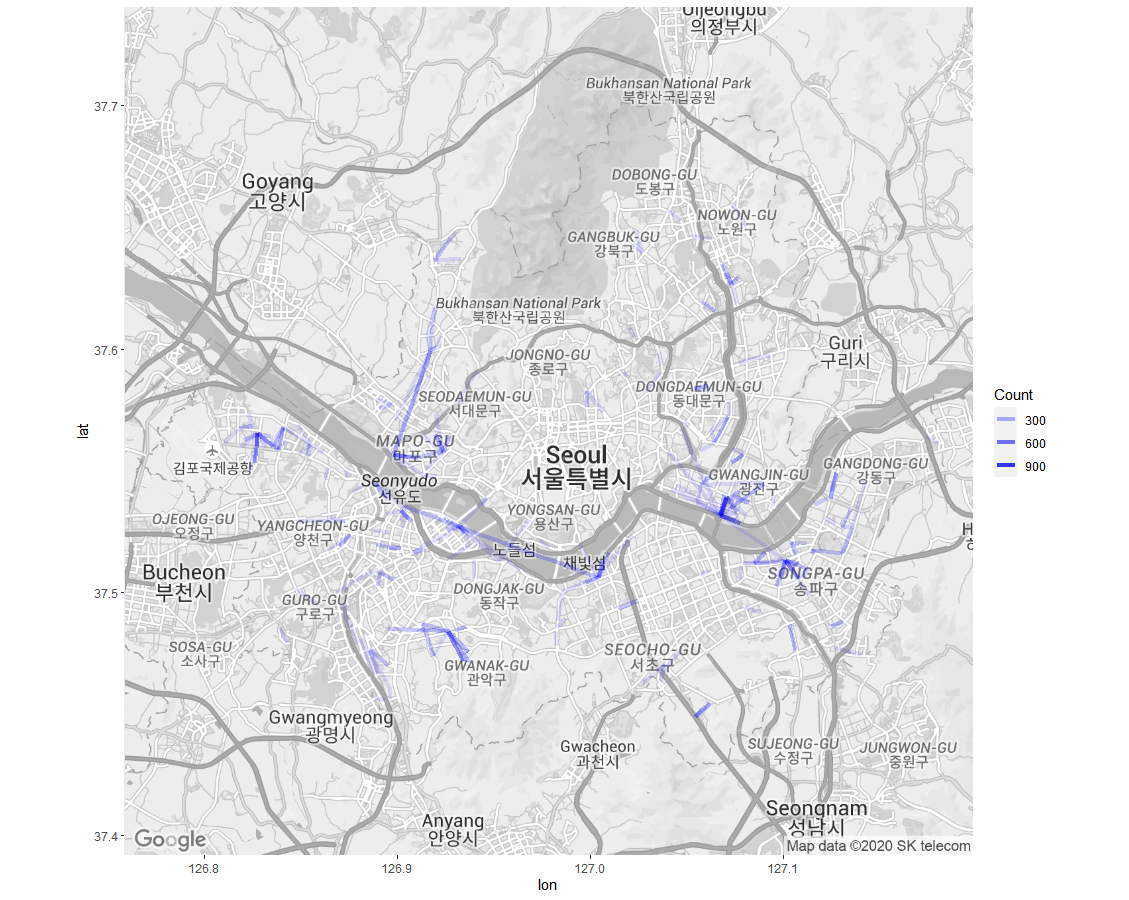 Uijeongbu
의정부시
Bukhansan National Park
북한산국립공원
37.7
DOBONG-GU
도봉구
Goyang
고양시
NOWON-GU
노원구
GANGBUK-GU
강북구
Bukhansan National Park
북한산국립공원
Guri
구리시
37.6
JONGNO-GU
종로구
DONGDAEMUN-GU
동대문구
SEODAEMUN-GU
서대문구
Count
300
600
900
lat
MAPO-GU
마포구
Seoul
서울특별시
김포국제공항
GWANGJIN-GU
광진구
GANGDONG-GU
강동구
Seonyudo
선유도
OJEONG-GU
오정구
YANGCHEON-GU
양천구
YONGSAN-GU
용산구
노들섬
채빛섬
Bucheon
부천시
SONGPA-GU
송파구
37.5
DONGJAK-GU
동작구
GURO-GU
구로구
SOSA-GU
소사구
GWANAK-GU
관악구
SEOCHO-GU
서초구
Gwangmyeong
광명시
Gwacheon
과천시
SUJEONG-GU
수정구
JUNGWON-GU
중원구
Seongnam
성남시
Anyang
안양시
37.4
Google
Map data ©2020 SK telecom
126.8
126.9
127.0
127.1
lon